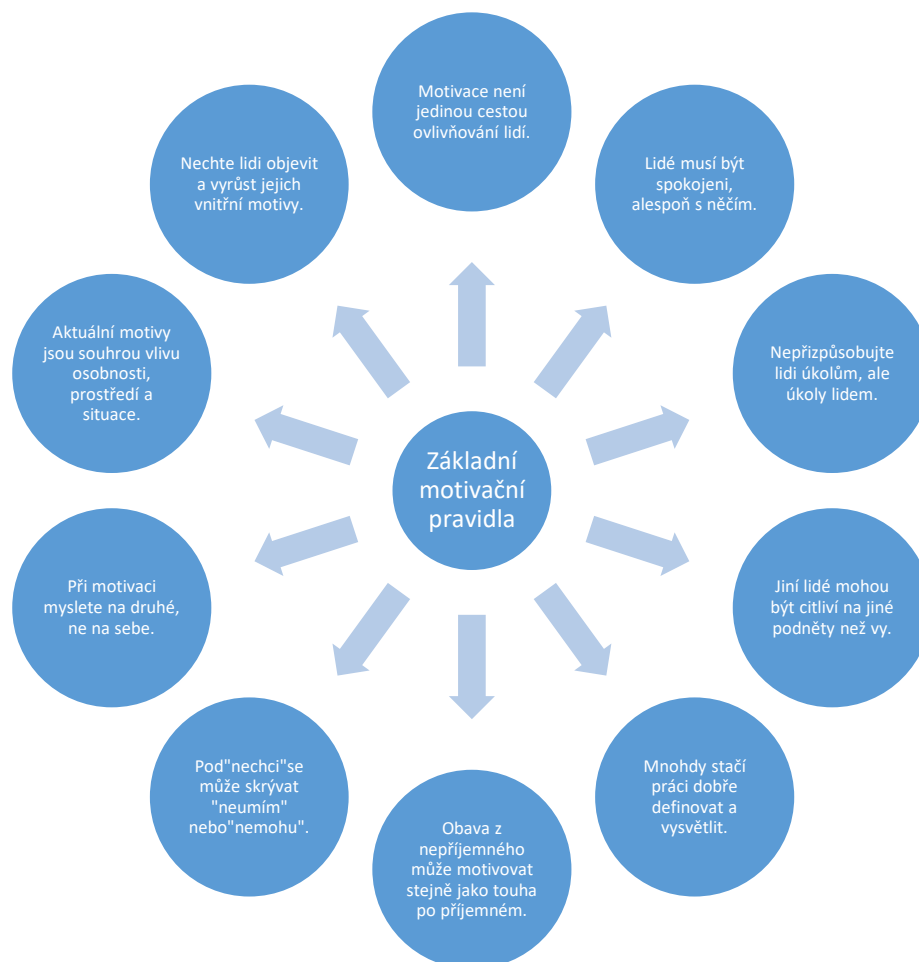 Motivace není
jedinou cestou
ovlivňování lidí.
Lidé musí být
spokojeni,
alespoň s něčím.
Nepřizpůsobujte
lidi úkolům, ale
úkoly lidem.
Jiní lidé mohou
být citliví na jiné
podněty než vy.
Mnohdy stačí
práci dobře
definovat a
vysvětlit.
Obava z
nepříjemného
může motivovat
stejně jako touha
po příjemném.
Pod"nechci"se
může skrývat
"neumím"
nebo"nemohu".
Při motivaci
myslete na druhé,
ne na sebe.
Aktuální motivy
jsou souhrou vlivu
osobnosti,
prostředí a
situace.
Nechte lidi objevit
a vyrůst jejich
vnitřní motivy.
Základní
motivační
pravidla